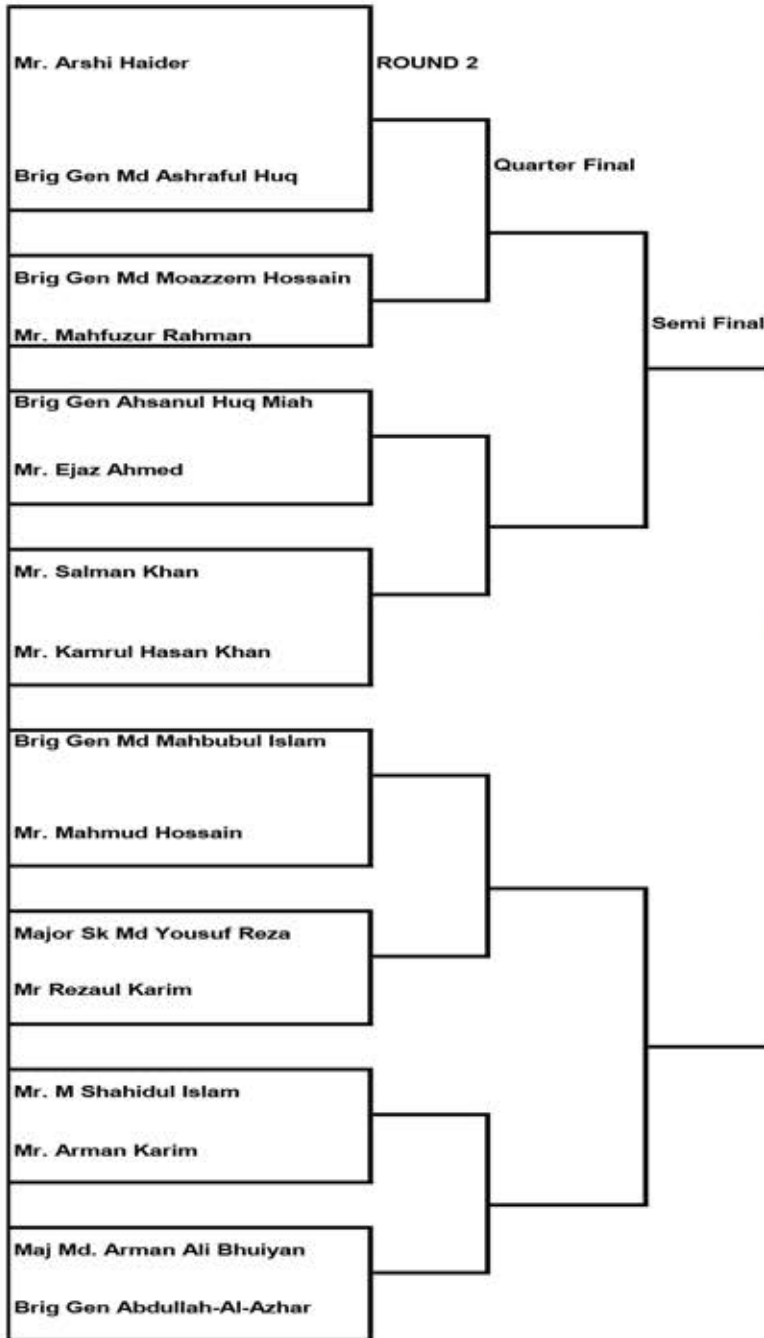 Mr. Arshi Haider
ROUND 2
Quarter Final
Brig Gen Md Ashraful Huq
Brig Gen Md Moazzem Hossain
Semi Final
Mr. Mahfuzur Rahman
Brig Gen Ahsanul Huq Miah
Mr. Ejaz Ahmed
Mr. Salman Khan
Mr. Kamrul Hasan Khan
Brig Gen Md Mahbubul Islam
Mr. Mahmud Hossain
Major Sk Md Yousuf Reza
Mr Rezaul Karim
Mr. M Shahidul Islam
Mr. Arman Karim
Maj Md. Arman Ali Bhuiyan
Brig Gen Abdullah-Al-Azhar